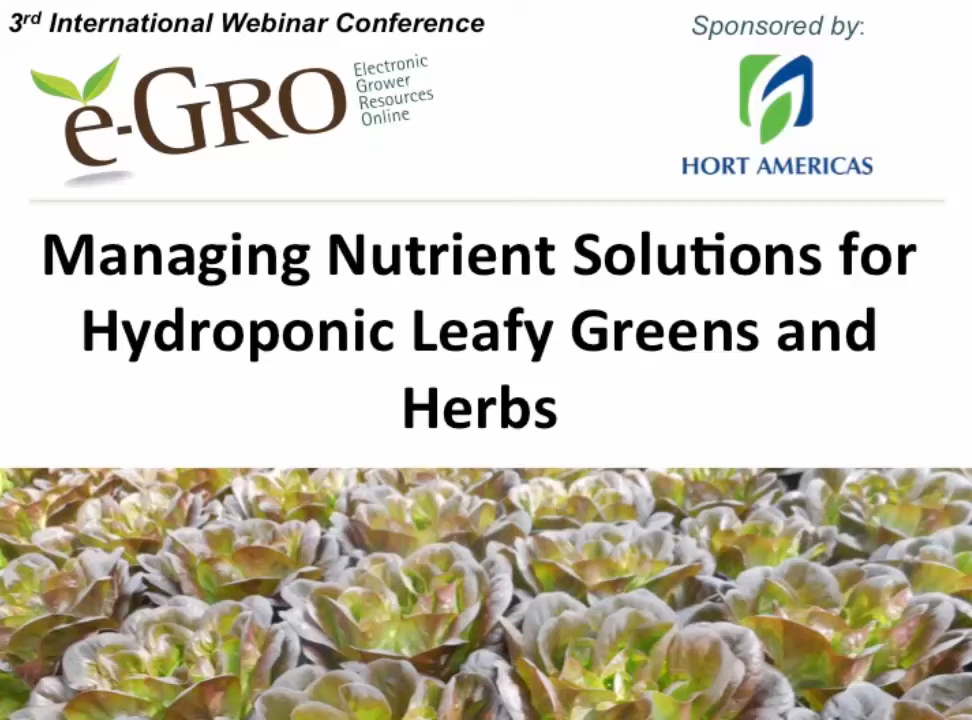 3rd International Webinar Conference
Sponsored by:
e-GRO
Electronic
Grower
Resources
Online
HORT AMERICAS
Managing Nutrient Solutions for
Hydroponic Leafy Greens and
Herbs